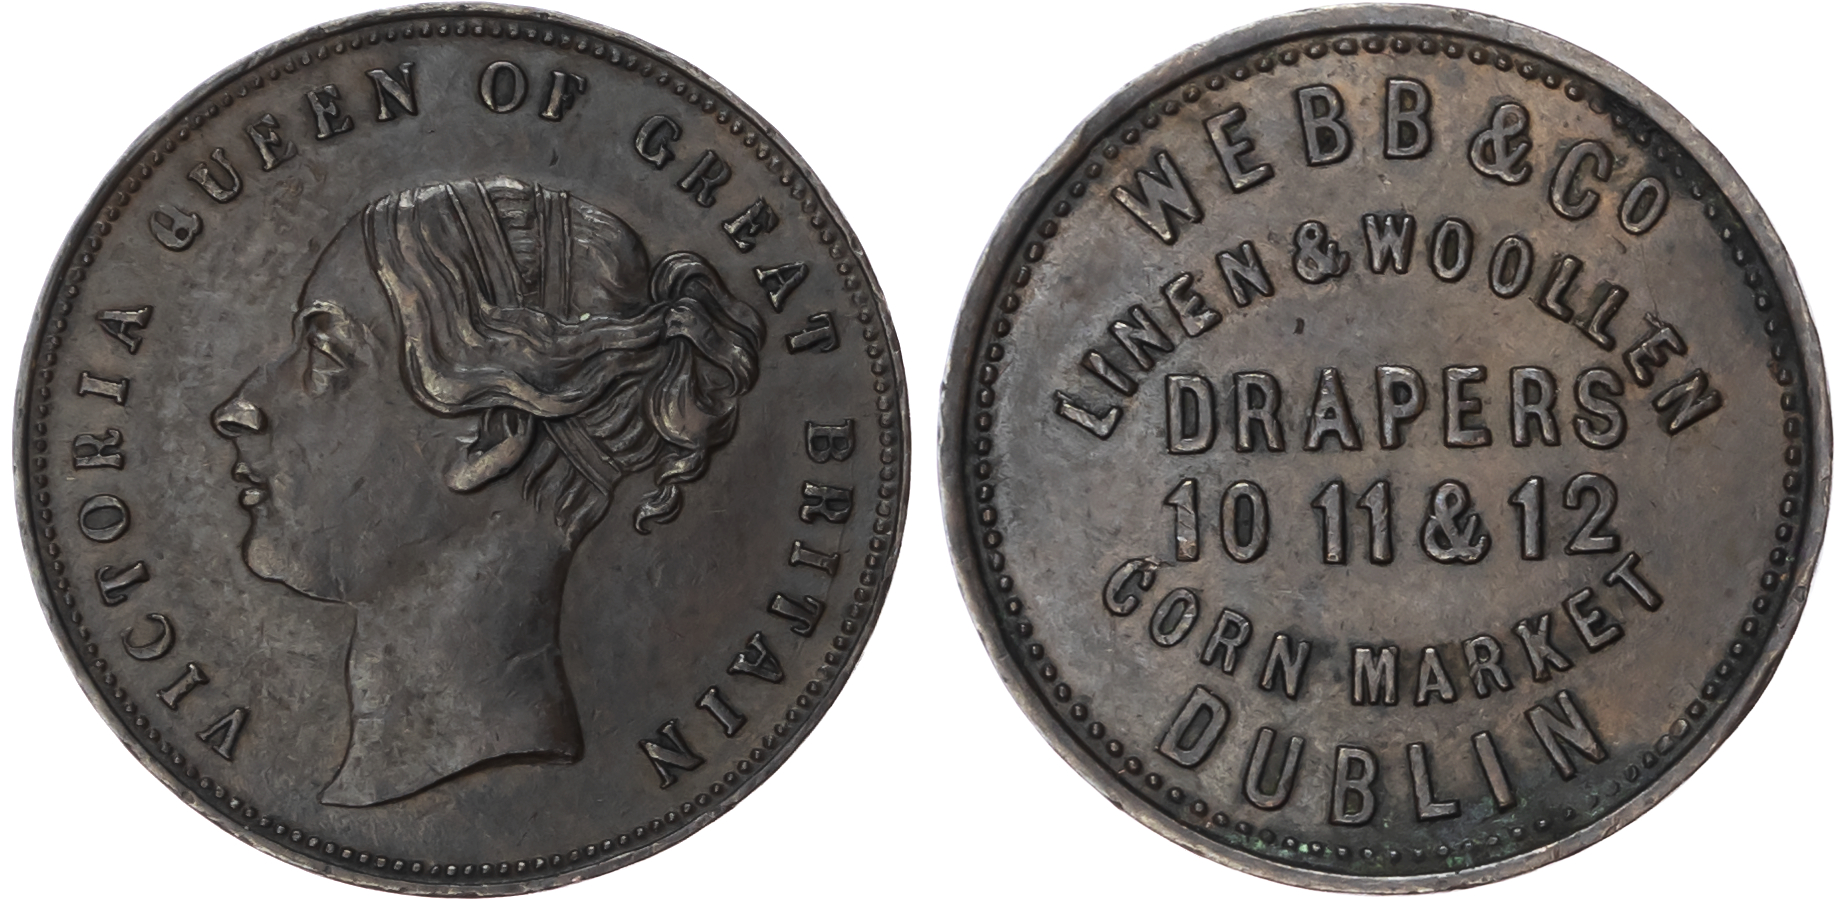 VICTORIA QUEEN OF GREAT BRITAIN
WEBB & Co
LINEN & WOOLLEN
DRAPERS
10 11 & 12
CORN MARKET
DUBLIN